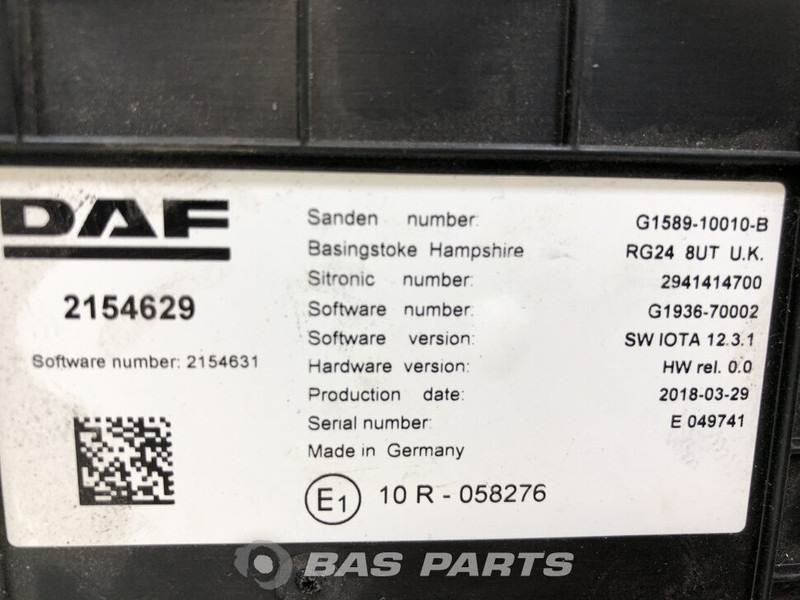 DAF
2154629
Software number: 2154631
Sanden number: G1589-10010-B
Basingstoke Hampshire RG24 8UT U.K.
Sitronic number: 2941414700
Software number: G1936-70002
Software version: SW IOTA 12.3.1
Hardware version: HW rel. 0.0
Production date: 2018-03-29
Serial number: E 049741
Made in Germany
E1 10 R - 058276
BAS PARTS